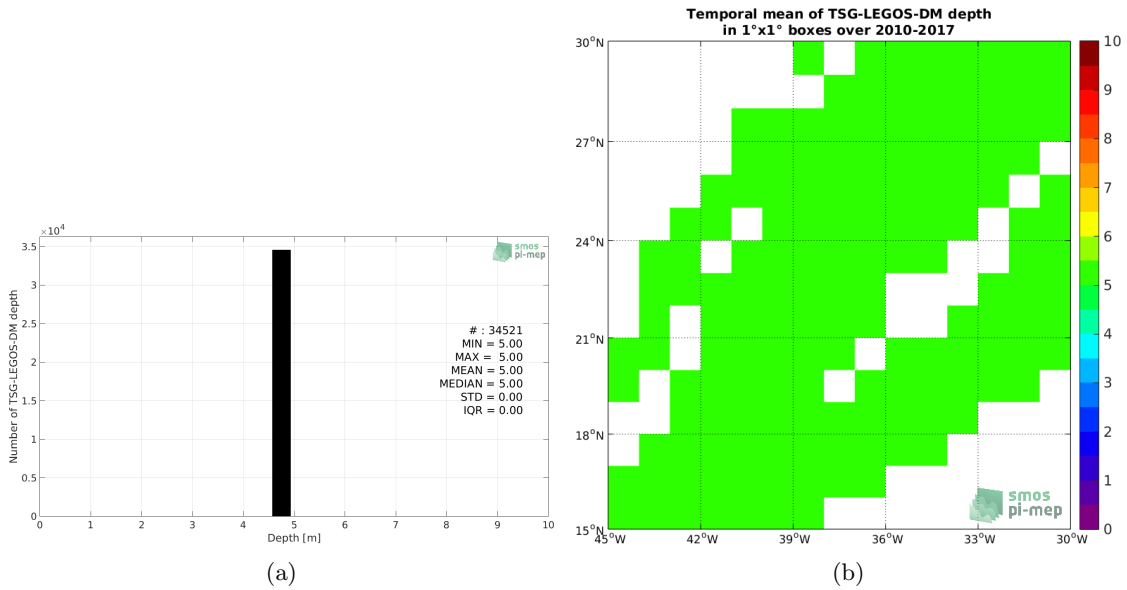 ×10⁴
3.5
3
2.5
2
1.5
1
0.5
0
Number of TSG-LEGOS-DM depth
smos
pi-mep
# : 34521
MIN = 5.00
MAX = 5.00
MEAN = 5.00
MEDIAN = 5.00
STD = 0.00
IQR = 0.00
0 1 2 3 4 5 6 7 8 9 10
Depth [m]
(a)
Temporal mean of TSG-LEGOS-DM depth
in 1°x1° boxes over 2010-2017
30°N
27°N
24°N
21°N
18°N
15°N
45°W 42°W 39°W 36°W 33°W 30°W
smos
pi-mep
10
9
8
7
6
5
4
3
2
1
0
(b)